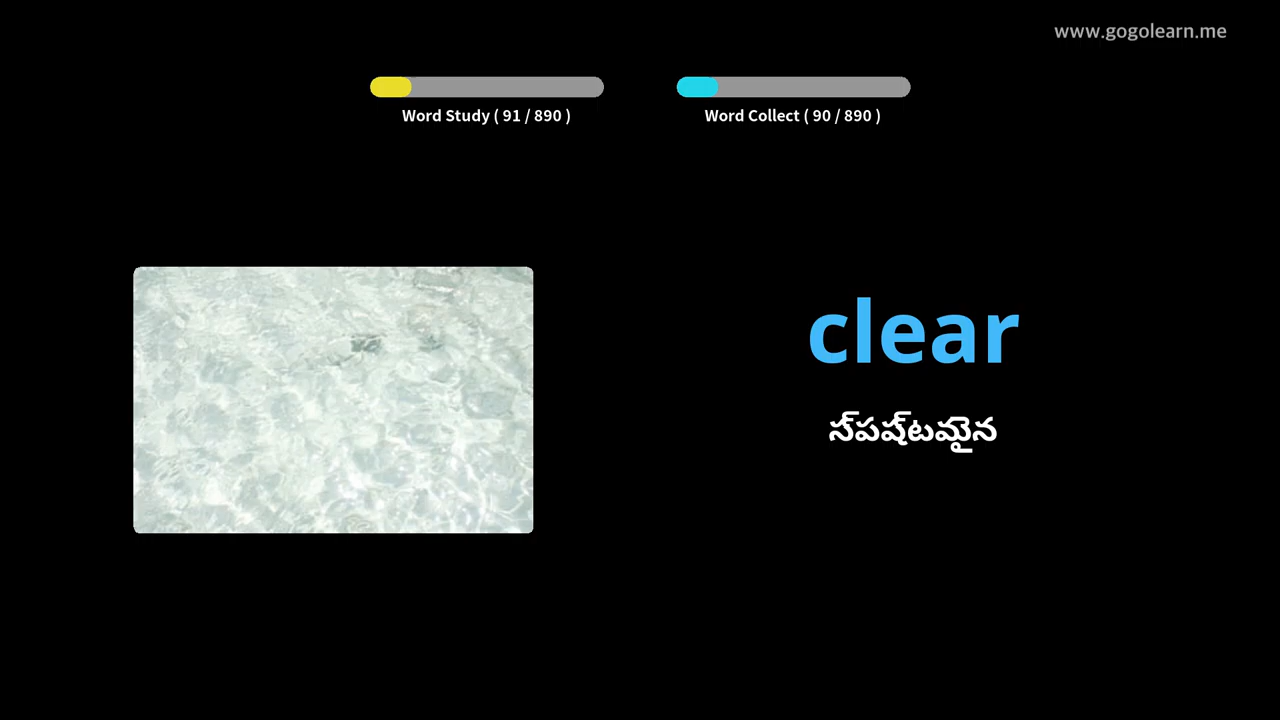 www.gogolearn.me
Word Study ( 91 / 890 )
Word Collect ( 90 / 890 )
clear
స్‌పష్‌టమైన